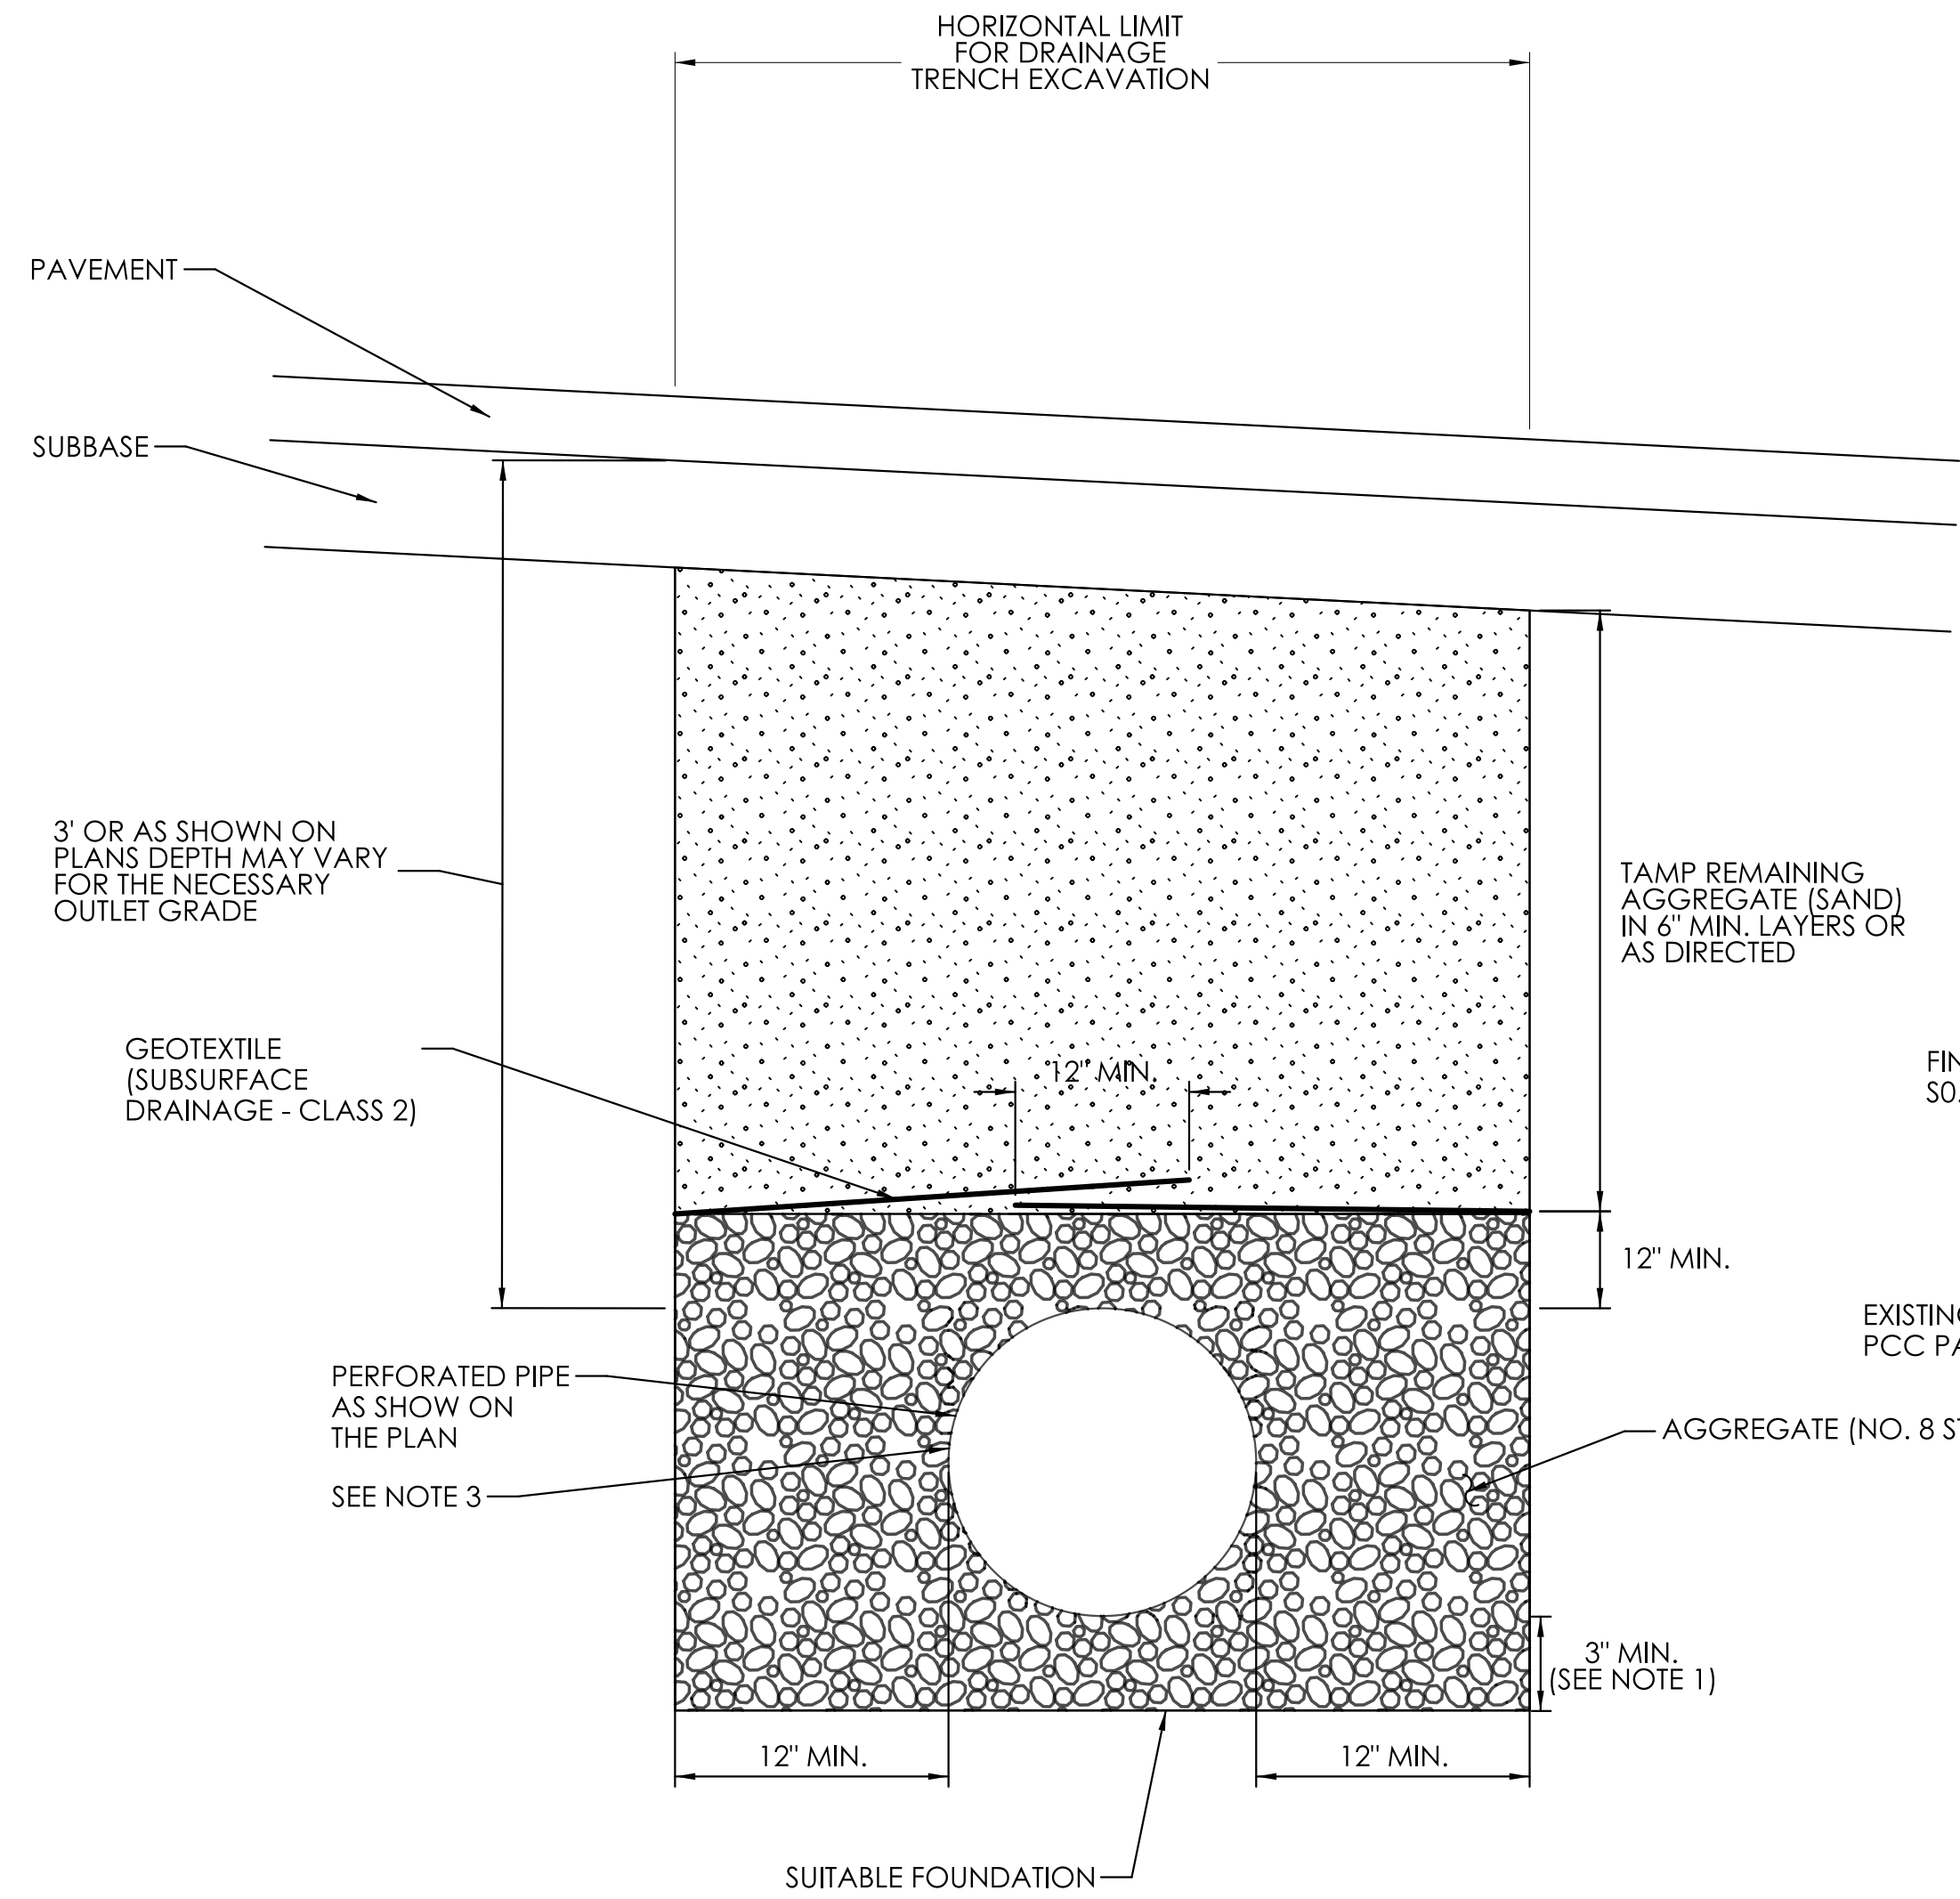 HORIZONTAL LIMIT
FOR DRAINAGE
TRENCH EXCAVATION
PAVEMENT
SUBBASE
3' OR AS SHOWN ON
PLANS DEPTH MAY VARY
FOR THE NECESSARY
OUTLET GRADE
TAMP REMAINING
AGGREGATE (SAND)
IN 6" MIN. LAYERS OR
AS DIRECTED
GEOTEXTILE
(SUBSURFACE
DRAINAGE - CLASS 2)
12" MIN.
12" MIN.
EXISTING
PERFORATED PIPE
AS SHOW ON
THE PLAN
SEE NOTE 3
AGGREGATE (NO. 8
3" MIN.
(SEE NOTE 1)
12" MIN.
12" MIN.
SUITABLE FOUNDATION
PCC